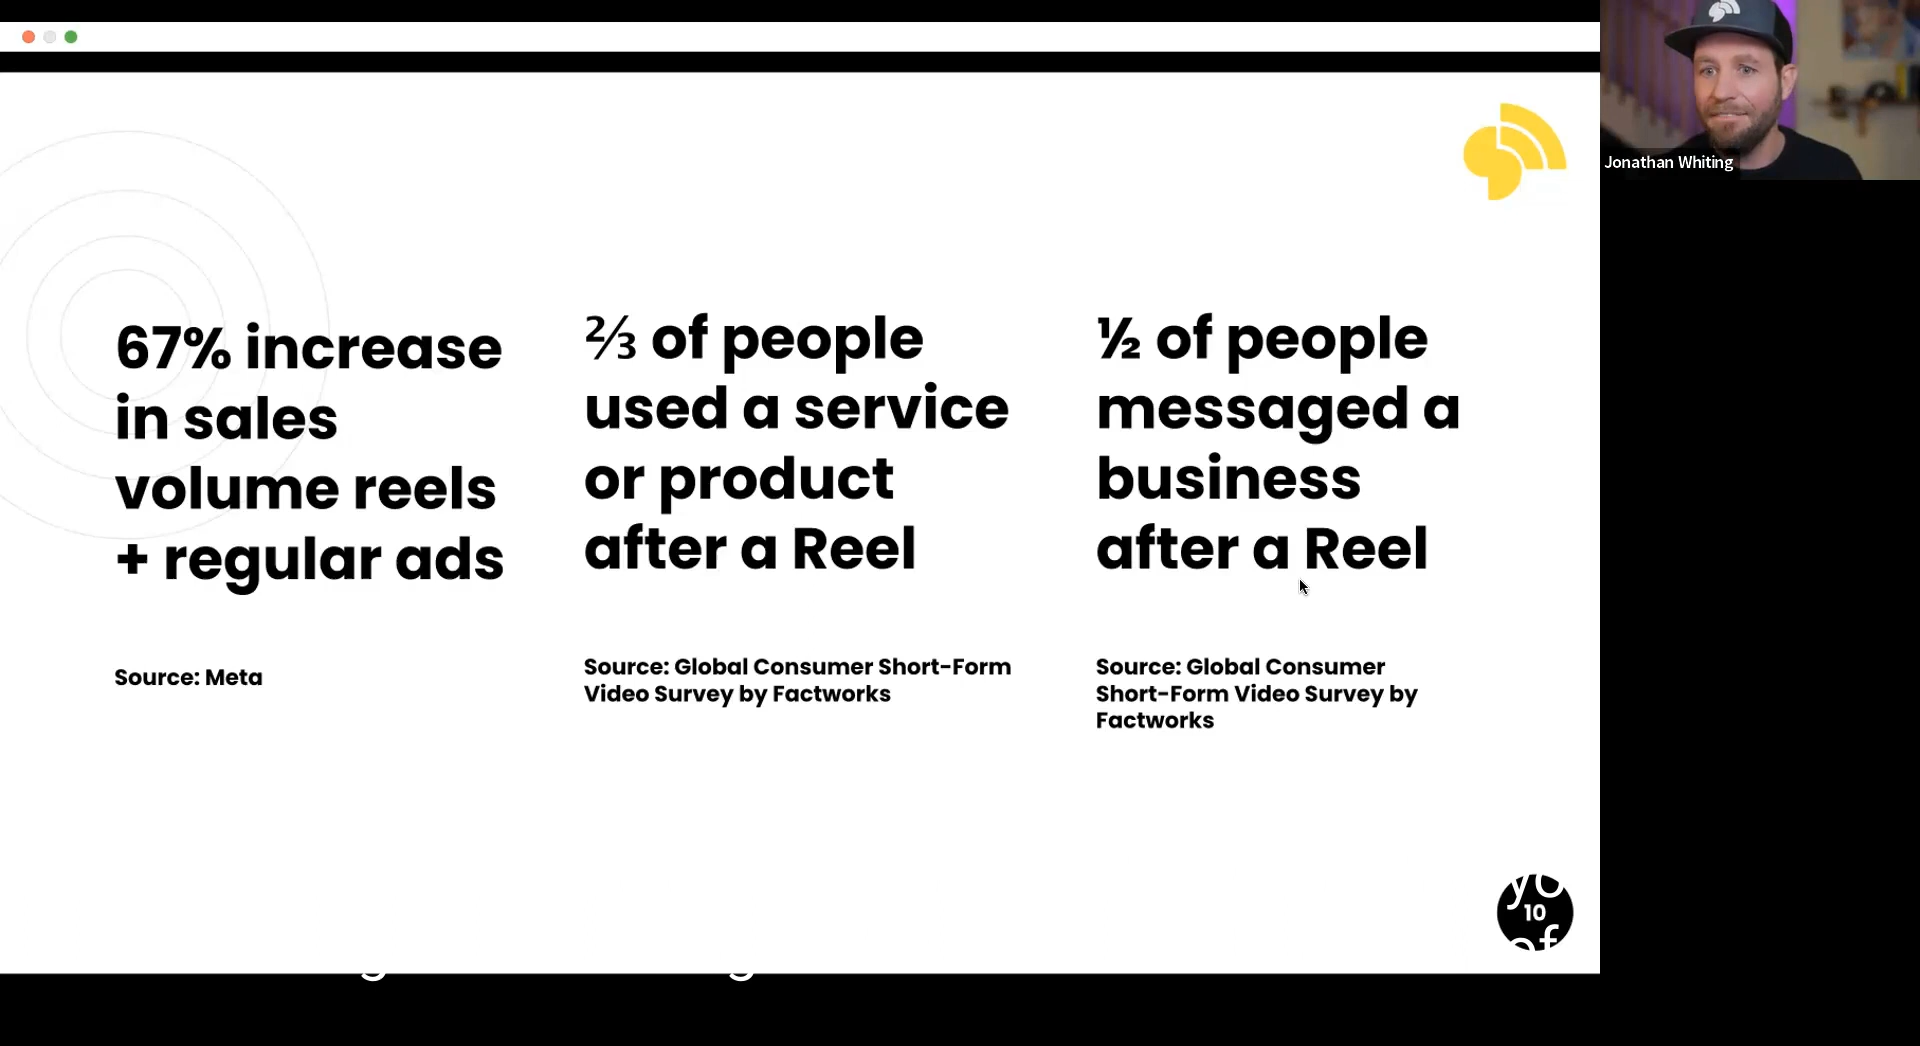 67% increase
in sales
volume reels
+ regular ads
Source: Meta
⅔ of people
used a service
or product
after a Reel
Source: Global Consumer Short-Form
Video Survey by Factworks
½ of people
messaged a
business
after a Reel
Source: Global Consumer
Short-Form Video Survey by
Factworks
Jonathan Whiting
yo
10
of